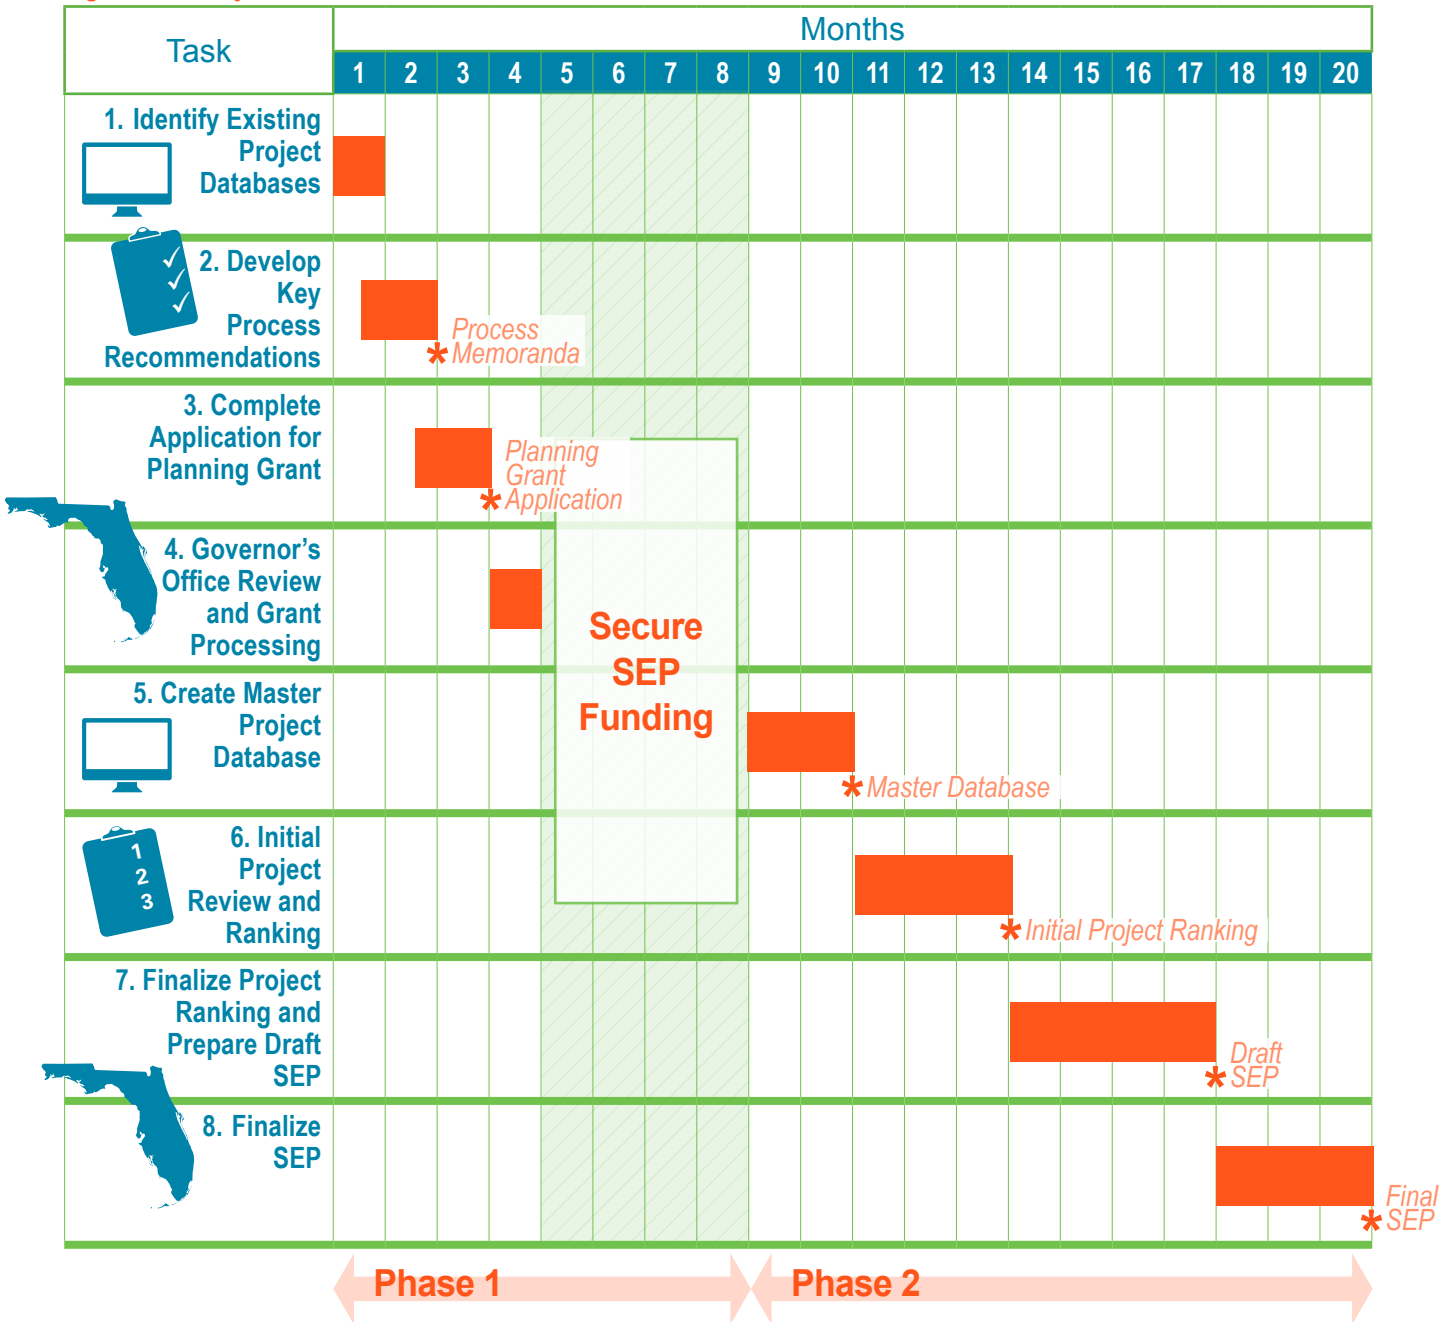 Months
Task
1 2 3 4 5 6 7 8 9 10 11 12 13 14 15 16 17 18 19 20
1. Identify Existing
Project
Databases
2. Develop
Key
Process
Recommendations
Process
Memoranda
3. Complete
Application for
Planning Grant
Planning
Grant
Application
4. Governor’s
Office Review
and Grant
Processing
Secure
SEP
Funding
5. Create Master
Project
Database
Master Database
6. Initial
Project
Review and
Ranking
1
2
3
Initial Project Ranking
7. Finalize Project
Ranking and
Prepare Draft
SEP
Draft
SEP
8. Finalize
SEP
Final
SEP
Phase 1
Phase 2